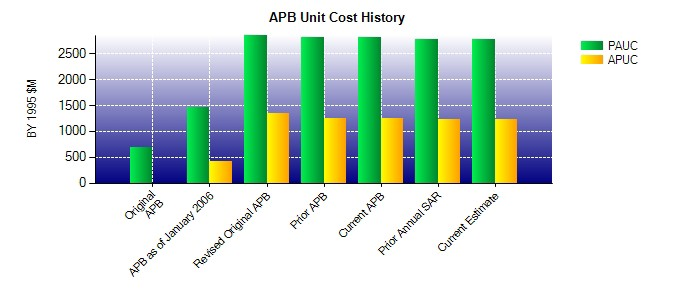 APB Unit Cost History
BY 1995 $M
2500
2000
1500
1000
500
0
Original
APB
APB as of January 2006
Revised Original APB
Prior APB
Current APB
Prior Annual SAR
Current Estimate
PAUC
APUC